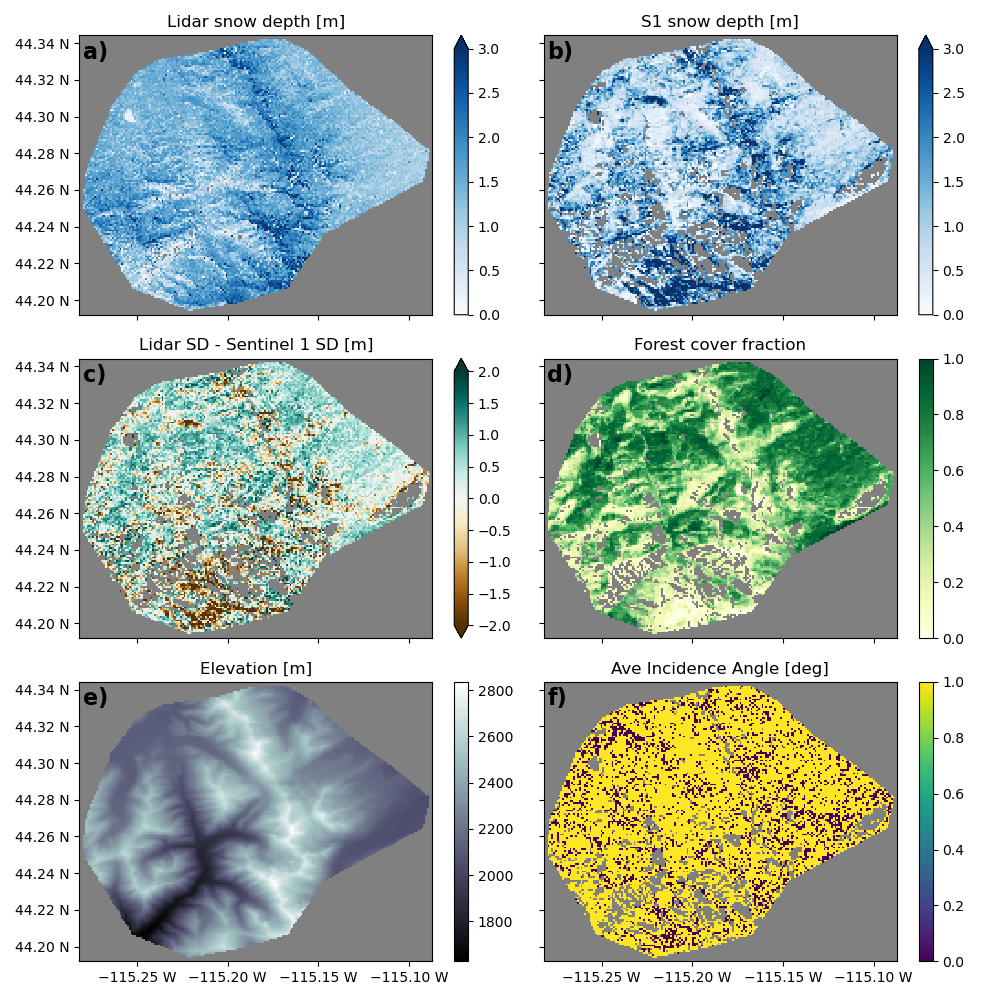 Lidar snow depth [m]
a)
44.34 N
44.32 N
44.30 N
44.28 N
44.26 N
44.24 N
44.22 N
44.20 N
3.0
2.5
2.0
1.5
1.0
0.5
0.0
S1 snow depth [m]
b)
3.0
2.5
2.0
1.5
1.0
0.5
0.0
Lidar SD - Sentinel 1 SD [m]
c)
44.34 N
44.32 N
44.30 N
44.28 N
44.26 N
44.24 N
44.22 N
44.20 N
2.0
1.5
1.0
0.5
0.0
−0.5
−1.0
−1.5
−2.0
Forest cover fraction
d)
1.0
0.8
0.6
0.4
0.2
0.0
Elevation [m]
e)
44.34 N
44.32 N
44.30 N
44.28 N
44.26 N
44.24 N
44.22 N
44.20 N
−115.25 W −115.20 W −115.15 W −115.10 W
2800
2600
2400
2200
2000
1800
Ave Incidence Angle [deg]
f)
−115.25 W −115.20 W −115.15 W −115.10 W
1.0
0.8
0.6
0.4
0.2
0.0